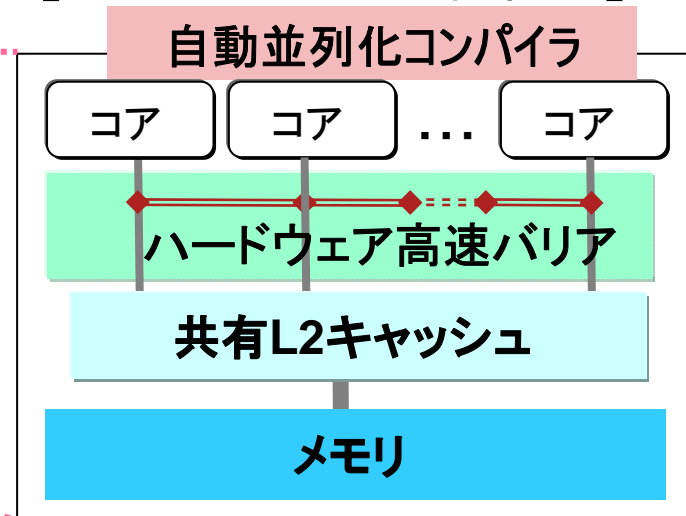 自動並列化コンパイラ
コア コア ... コア
ハードウェア高速バリア
共有L2キャッシュ
メモリ